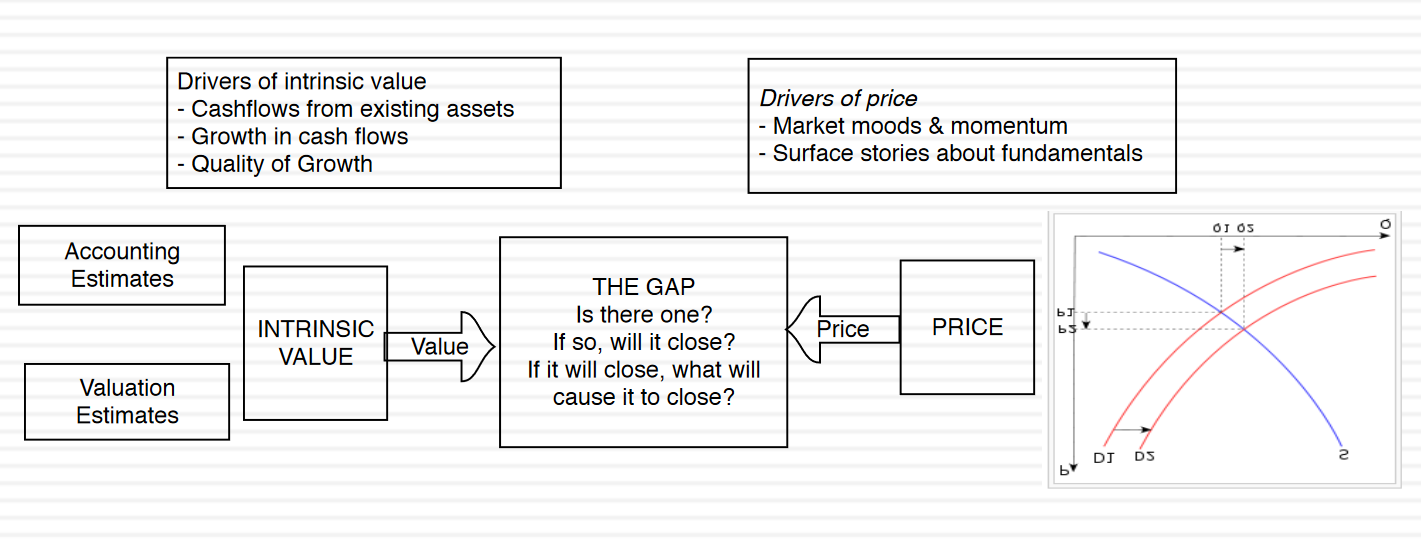 Drivers of intrinsic value
- Cashflows from existing assets
- Growth in cash flows
- Quality of Growth
Drivers of price
- Market moods & momentum
- Surface stories about fundamentals
Accounting
Estimates
Valuation
Estimates
INTRINSIC
VALUE
Value
THE GAP
Is there one?
If so, will it close?
If it will close, what will
cause it to close?
Price
PRICE
Q1 Q2
Q
P1
P2
D1
D2
S
P